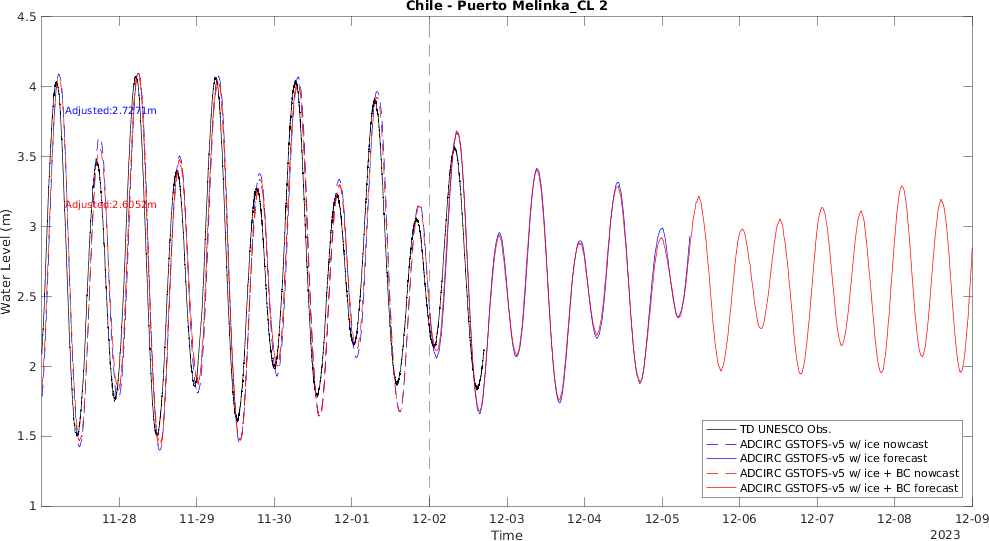 Chile - Puerto Melinka_CL 2
4.5
4
3.5
3
2.5
2
1.5
1
Water Level (m)
Adjusted:2.7271m
Adjusted:2.6052m
TD UNESCO Obs.
ADCIRC GSTOFS-v5 w/ ice nowcast
ADCIRC GSTOFS-v5 w/ ice forecast
ADCIRC GSTOFS-v5 w/ ice + BC nowcast
ADCIRC GSTOFS-v5 w/ ice + BC forecast
11-28 11-29 11-30 12-01 12-02 12-03 12-04 12-05 12-06 12-07 12-08 12-09
Time
2023